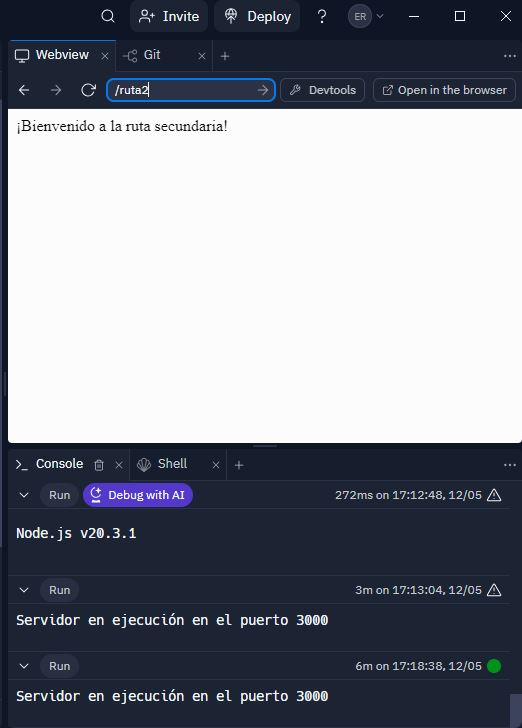 Invite
Deploy
?
ER
Webview
Git
/ruta2
Devtools
Open in the browser
¡Bienvenido a la ruta secundaria!
Console
Shell
Run
Debug with AI
272ms on 17:12:48, 12/05
Node.js v20.3.1
Run
3m on 17:13:04, 12/05
Servidor en ejecución en el puerto 3000
Run
6m on 17:18:38, 12/05
Servidor en ejecución en el puerto 3000